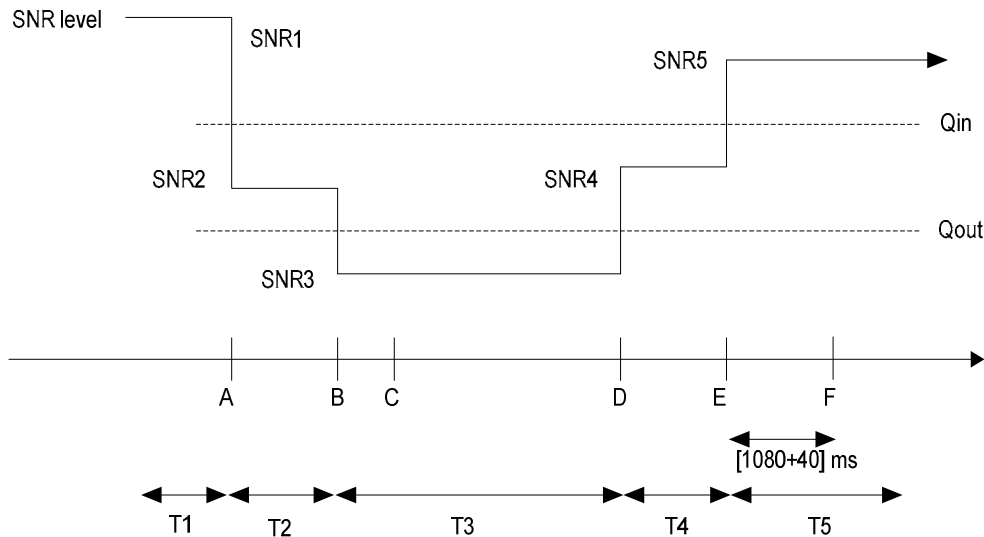 SNR level
SNR1
SNR5
Qin
SNR2
SNR4
Qout
SNR3
A B C D E F
[1080+40] ms
T1 T2 T3 T4 T5